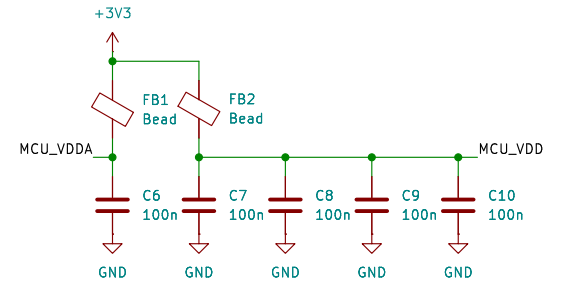 +3V3
FB1
Bead
FB2
Bead
MCU_VDDA
MCU_VDD
C6
100n
C7
100n
C8
100n
C9
100n
C10
100n
GND
GND
GND
GND
GND